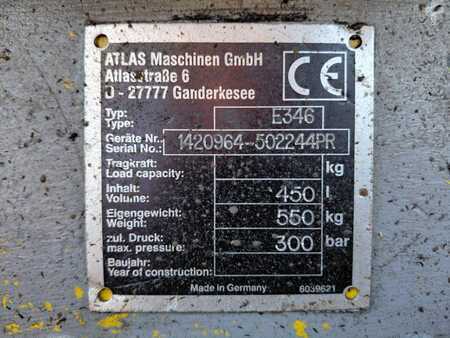 ATLAS Maschinen GmbH
Atlasstraße 6
D - 27777 Ganderkesee
CE
Typ: E346
Type:
Geräte Nr.: 1420964-502244PR
Serial No.:
Tragkraft: kg
Load capacity:
Inhalt: 450 l
Volume:
Eigengewicht: 550 kg
Weight:
zul. Druck: 300 bar
max. pressure:
Baujahr:
Year of construction:
Made in Germany 6039621